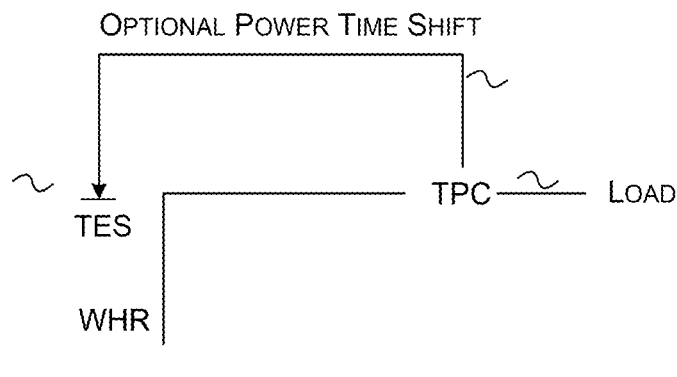 OPTIONAL POWER TIME SHIFT
TPC
LOAD
TES
WHR